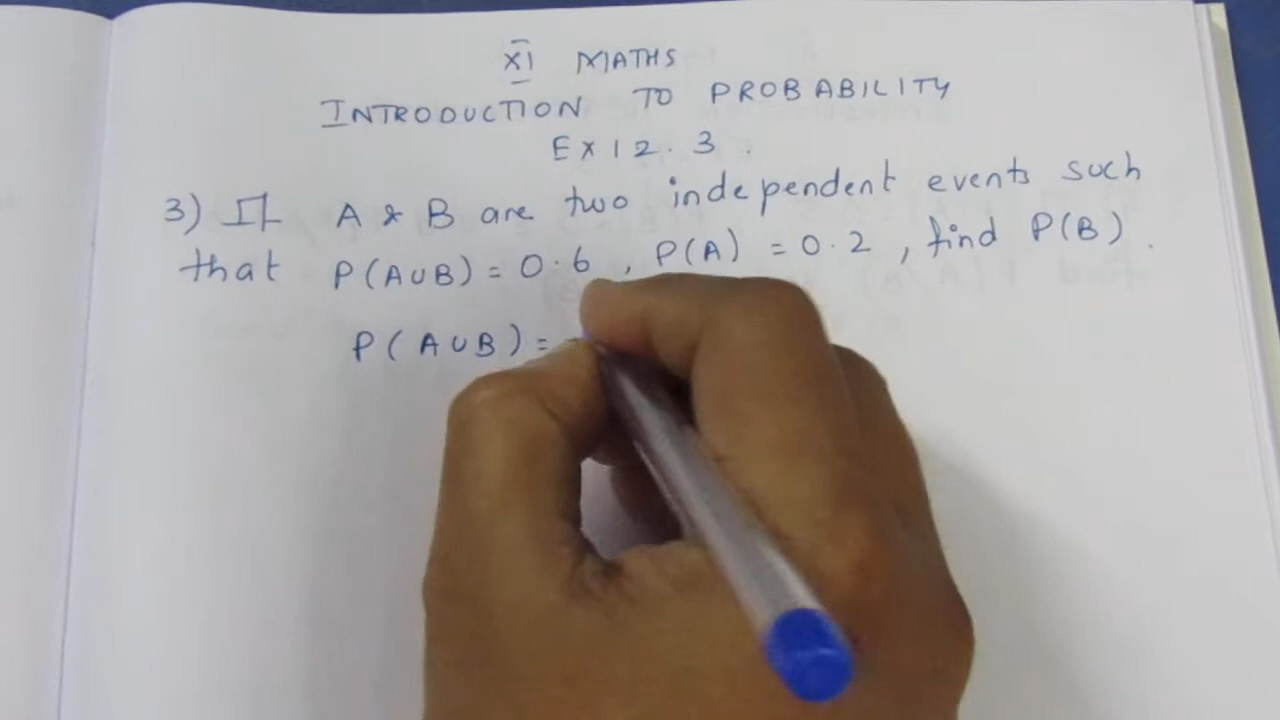 XI MATHS
INTRODUCTION TO PROBABILITY
EX 12.3.
3) If A & B are two independent events such
that P(A∪B) = 0.6, P(A) = 0.2, find P(B).
P(A∪B) =